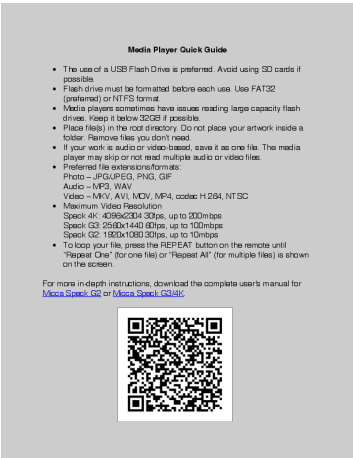 Media Player Quick Guide
• The use of a USB Flash Drive is preferred. Avoid using SD cards if
possible.
• Flash drive must be formatted before each use. Use FAT32
(preferred) or NTFS format.
• Media players sometimes have issues reading large capacity flash
drives. Keep it below 32GB if possible.
• Place file(s) in the root directory. Do not place your artwork inside a
folder. Remove files you don't need.
• If your work is audio or video-based, save it as one file. The media
player may skip or not read multiple audio or video files.
• Preferred file extensions/formats:
Photo – JPG/JPEG, PNG, GIF
Audio – MP3, WAV
Video – MKV, AVI, MOV, MP4, codec H.264, NTSC
• Maximum Video Resolution
Speck 4K: 4096x2304 30fps, up to 200mbps
Speck G3: 2560x1440 60fps, up to 100mbps
Speck G2: 1920x1080 30fps, up to 10mbps
• To loop your file, press the REPEAT button on the remote until
"Repeat One" (for one file) or "Repeat All" (for multiple files) is shown
on the screen.
For more in-depth instructions, download the complete user's manual for
Micca Speck G2 or Micca Speck G3/4K.